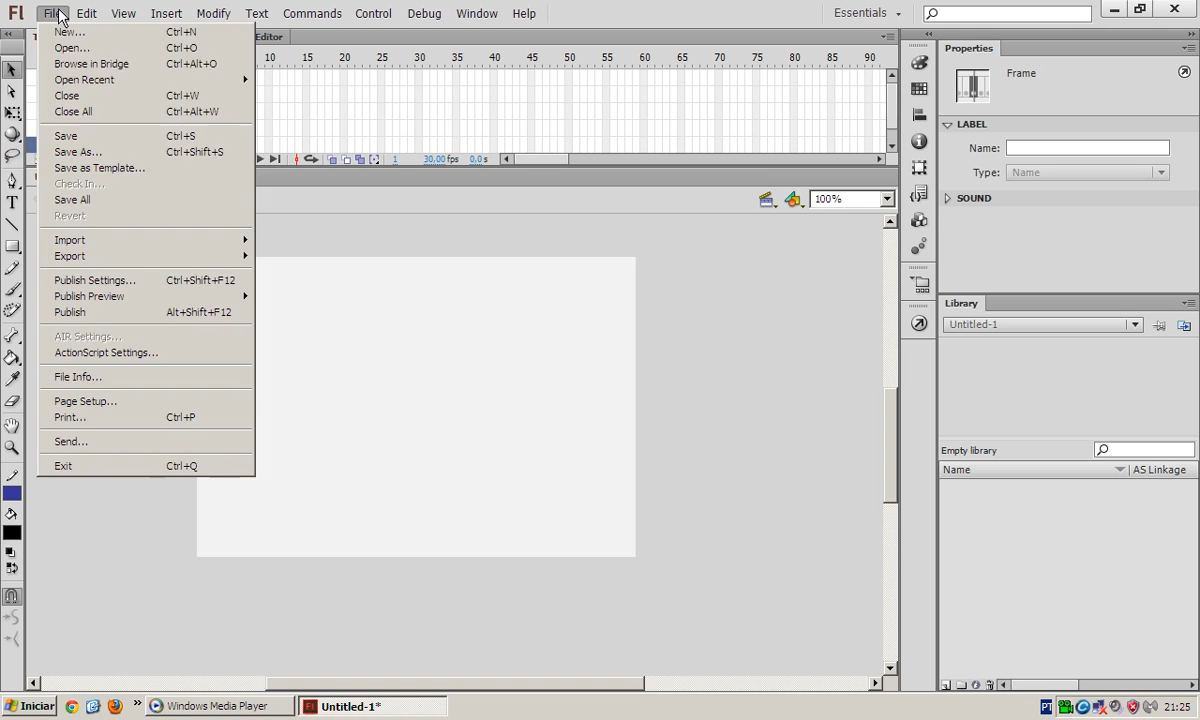 Fl File Edit View Insert Modify Text Commands Control Debug Window Help Essentials
New... Ctrl+N
Open... Ctrl+O
Browse in Bridge Ctrl+Alt+O
Open Recent
Close Ctrl+W
Close All Ctrl+Alt+W
Save Ctrl+S
Save As... Ctrl+Shift+S
Save as Template...
Check In...
Save All
Revert
Import
Export
Publish Settings... Ctrl+Shift+F12
Publish Preview
Publish Alt+Shift+F12
AIR Settings...
ActionScript Settings...
File Info...
Page Setup...
Print... Ctrl+P
Send...
Exit Ctrl+Q
Editor
10 15 20 25 30 35 40 45 50 55 60 65 70 75 80 85 90
1 30.00 fps 0.0 s
100%
Properties
Frame
LABEL
Name:
Type: Name
SOUND
Library
Untitled-1
Empty library
Name AS Linkage
Iniciar Windows Media Player Fl Untitled-1* PT 21:25